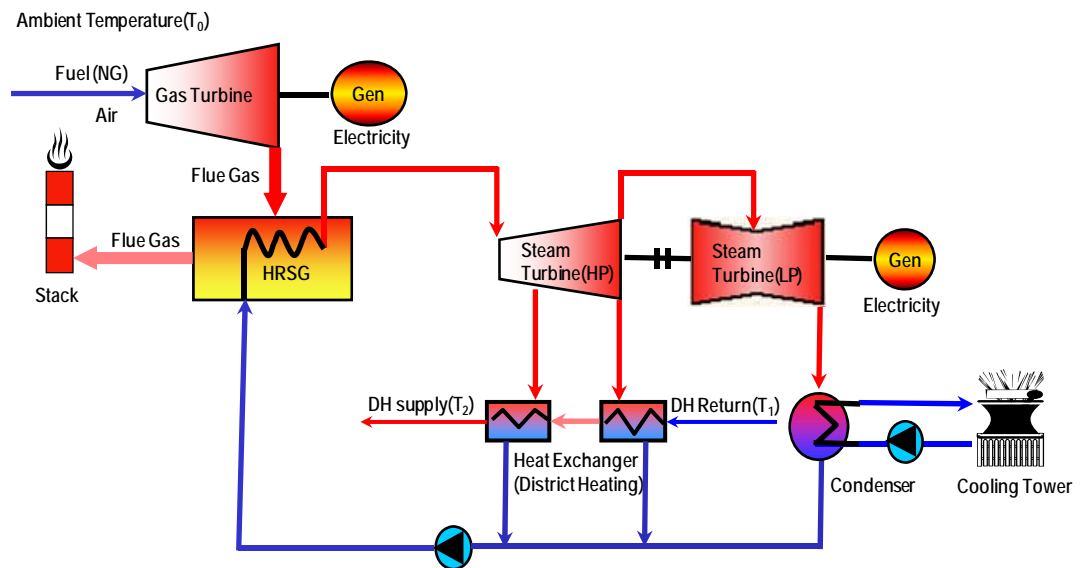 Ambient Temperature(T₀)
Fuel(NG)
Air
Gas Turbine
Gen
Electricity
Flue Gas
Flue Gas
HRSG
Stack
Steam
Turbine(HP)
Steam
Turbine(LP)
Gen
Electricity
DH supply(T₂)
DH Return(T₁)
Heat Exchanger
(District Heating)
Condenser
Cooling Tower